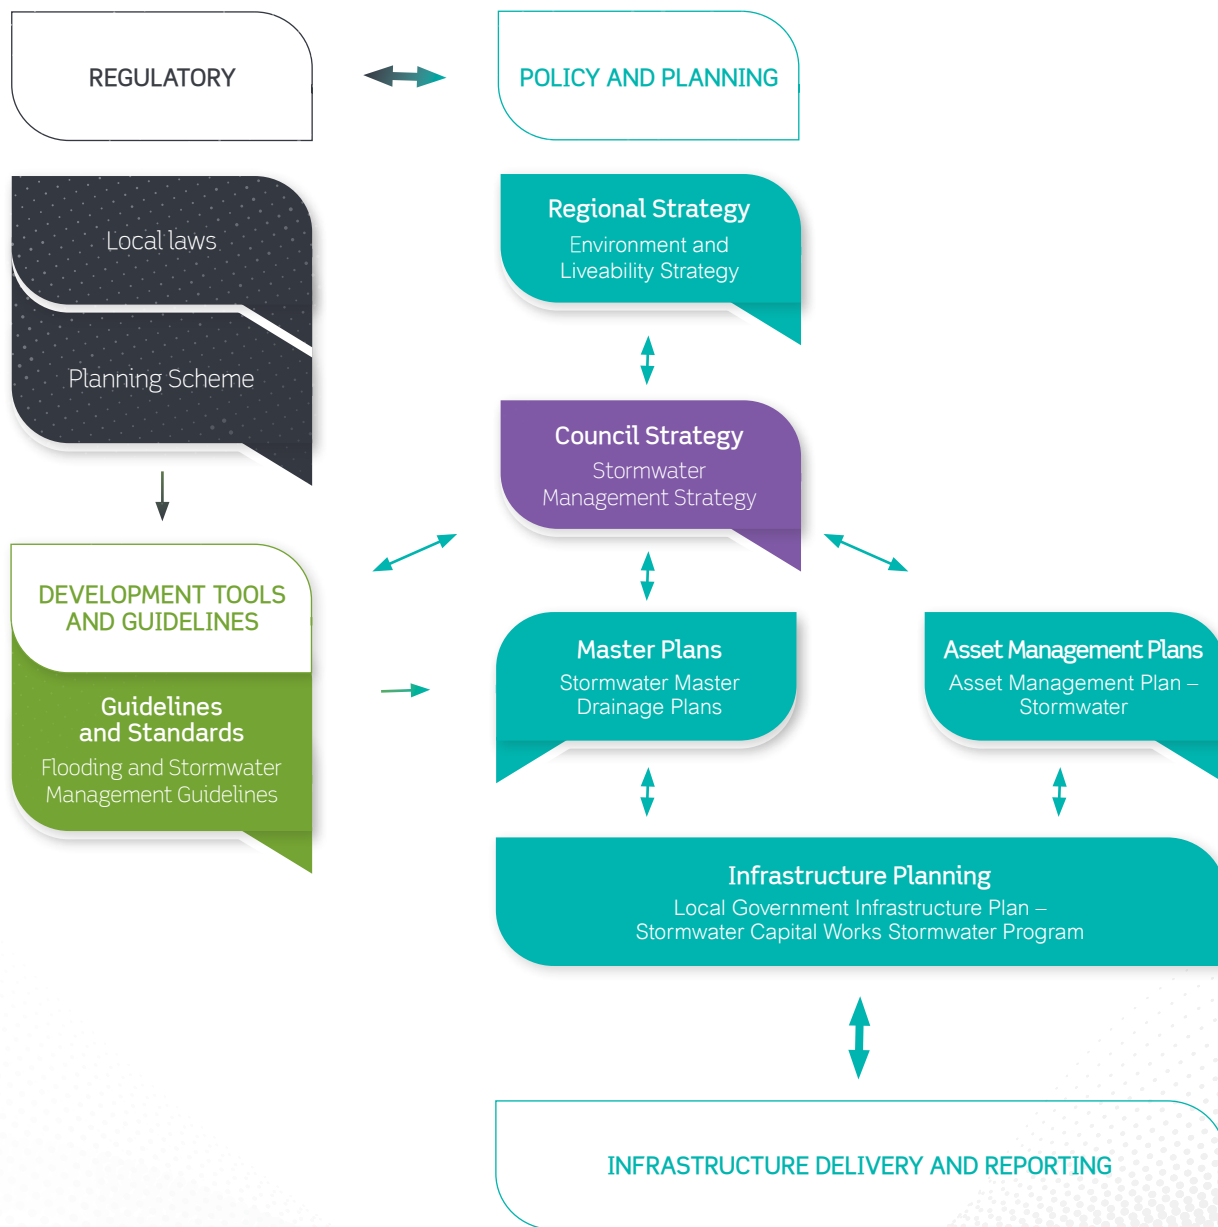 REGULATORY
POLICY AND PLANNING
Local laws
Planning Scheme
Regional Strategy
Environment and
Liveability Strategy
Council Strategy
Stormwater
Management Strategy
DEVELOPMENT TOOLS
AND GUIDELINES
Guidelines
and Standards
Flooding and Stormwater
Management Guidelines
Master Plans
Stormwater Master
Drainage Plans
Asset Management Plans
Asset Management Plan –
Stormwater
Infrastructure Planning
Local Government Infrastructure Plan –
Stormwater Capital Works Stormwater Program
INFRASTRUCTURE DELIVERY AND REPORTING